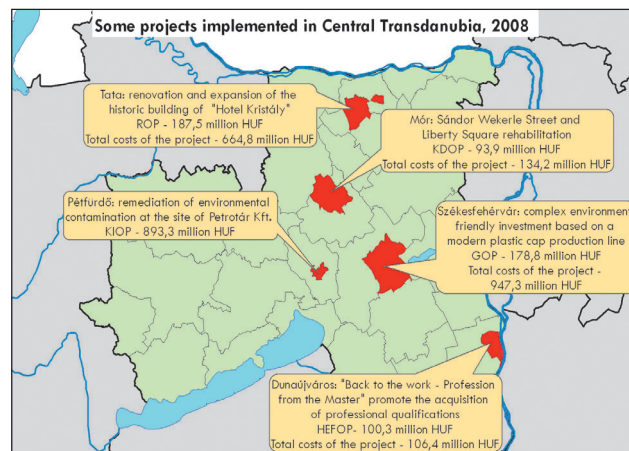 Some projects implemented in Central Transdanubia, 2008
Tata: renovation and expansion of the
historic building of "Hotel Kristály"
ROP - 187,5 million HUF
Total costs of the project - 664,8 million HUF
Mór: Sándor Wekerle Street and
Liberty Square rehabilitation
KDOP - 93,9 million HUF
Total costs of the project - 134,2 million HUF
Pétfurdő: remediation of environmental
contamination at the site of Petrotár Kft.
KIOP - 893,3 million HUF
Székesfehérvár: complex environment
friendly investment based on a
modern plastic cap production line
GOP - 178,8 million HUF
Total costs of the project -
947,3 million HUF
Dunaújváros: "Back to the work - Profession
from the Master" promote the acquisition
of professional qualifications
HEFOP - 100,3 million HUF
Total costs of the project - 106,4 million HUF